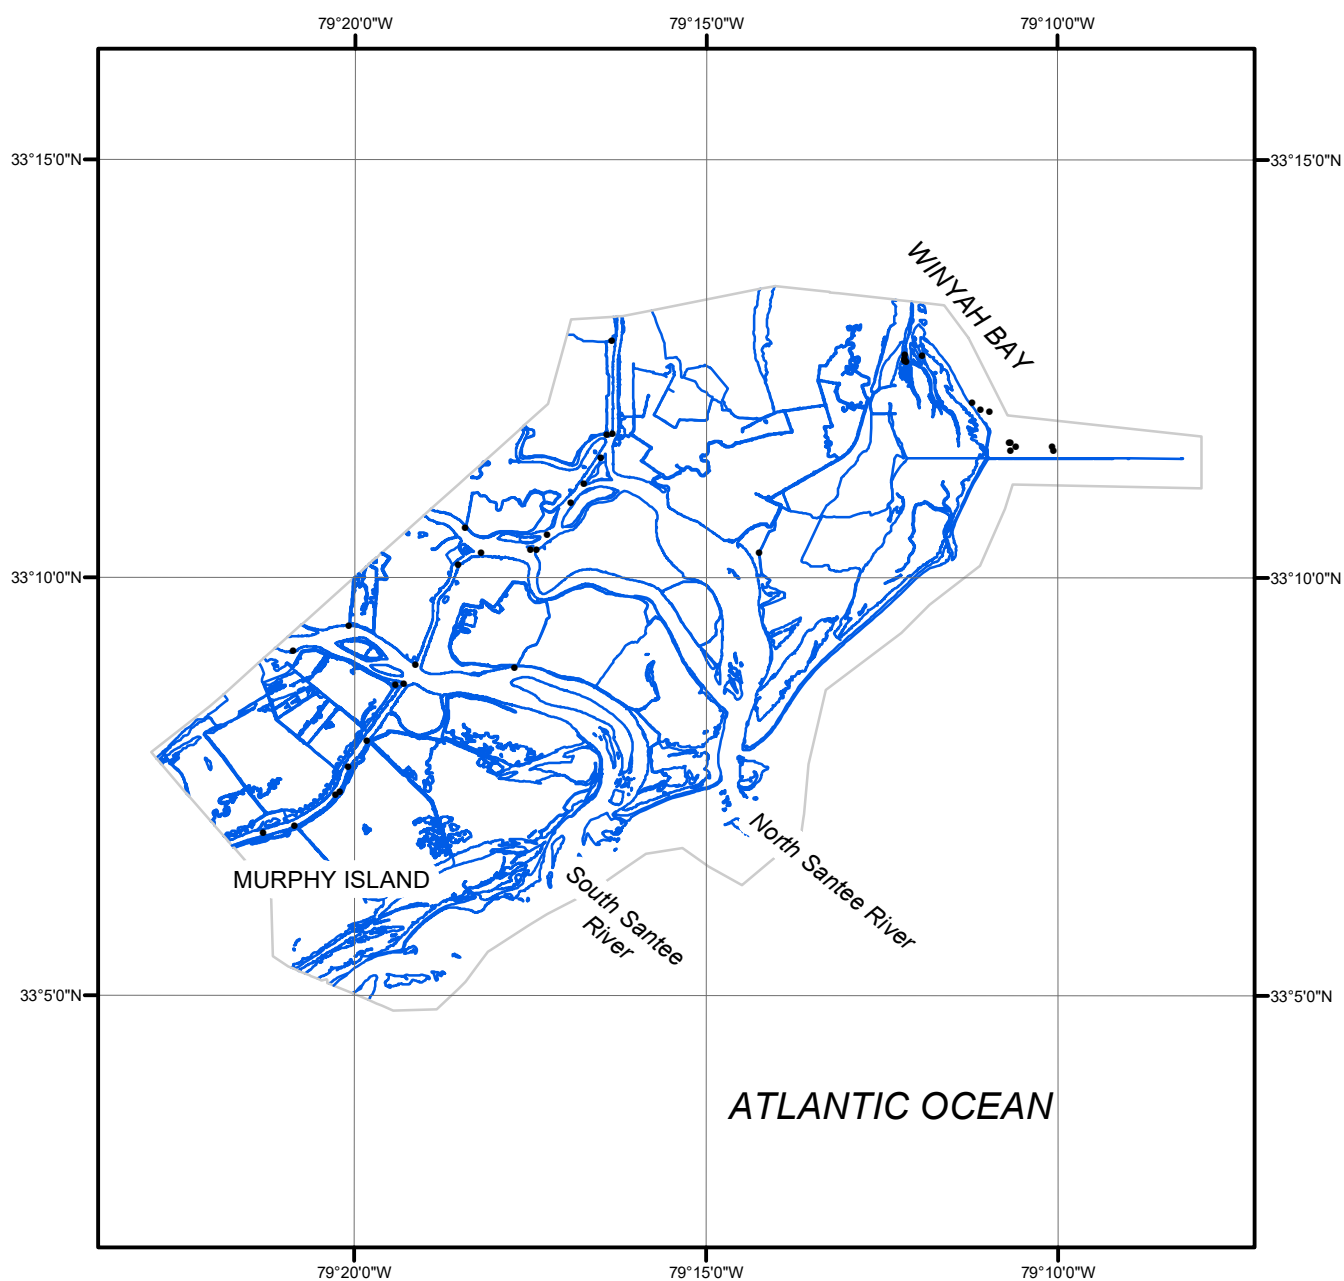 79°20'0"W
79°15'0"W
79°10'0"W
33°15'0"N
33°15'0"N
WINYAH BAY
33°10'0"N
33°10'0"N
North Santee River
MURPHY ISLAND
South Santee
River
33°5'0"N
33°5'0"N
ATLANTIC OCEAN
79°20'0"W
79°15'0"W
79°10'0"W